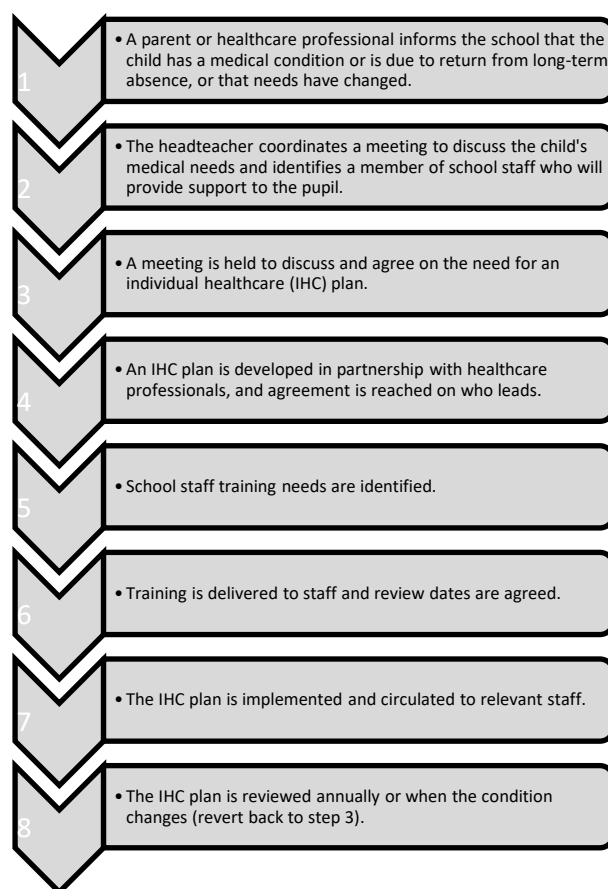 1
• A parent or healthcare professional informs the school that the
child has a medical condition or is due to return from long-term
absence, or that needs have changed.
2
• The headteacher coordinates a meeting to discuss the child's
medical needs and identifies a member of school staff who will
provide support to the pupil.
3
• A meeting is held to discuss and agree on the need for an
individual healthcare (IHC) plan.
4
• An IHC plan is developed in partnership with healthcare
professionals, and agreement is reached on who leads.
5
• School staff training needs are identified.
6
• Training is delivered to staff and review dates are agreed.
7
• The IHC plan is implemented and circulated to relevant staff.
8
• The IHC plan is reviewed annually or when the condition
changes (revert back to step 3).